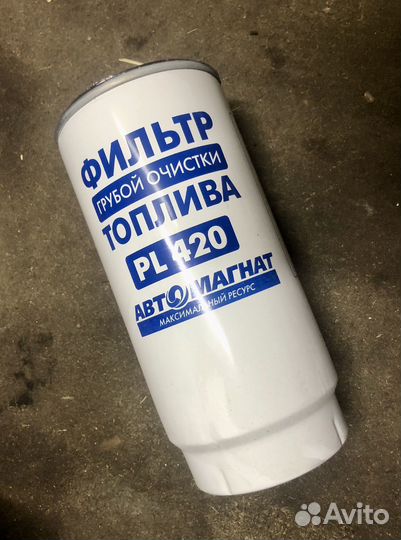 ФИЛЬТР
ГРУБОЙ ОЧИСТКИ
ТОПЛИВА
PL 420
АВТОМАГНАТ
МАКСИМАЛЬНЫЙ РЕСУРС
Avito